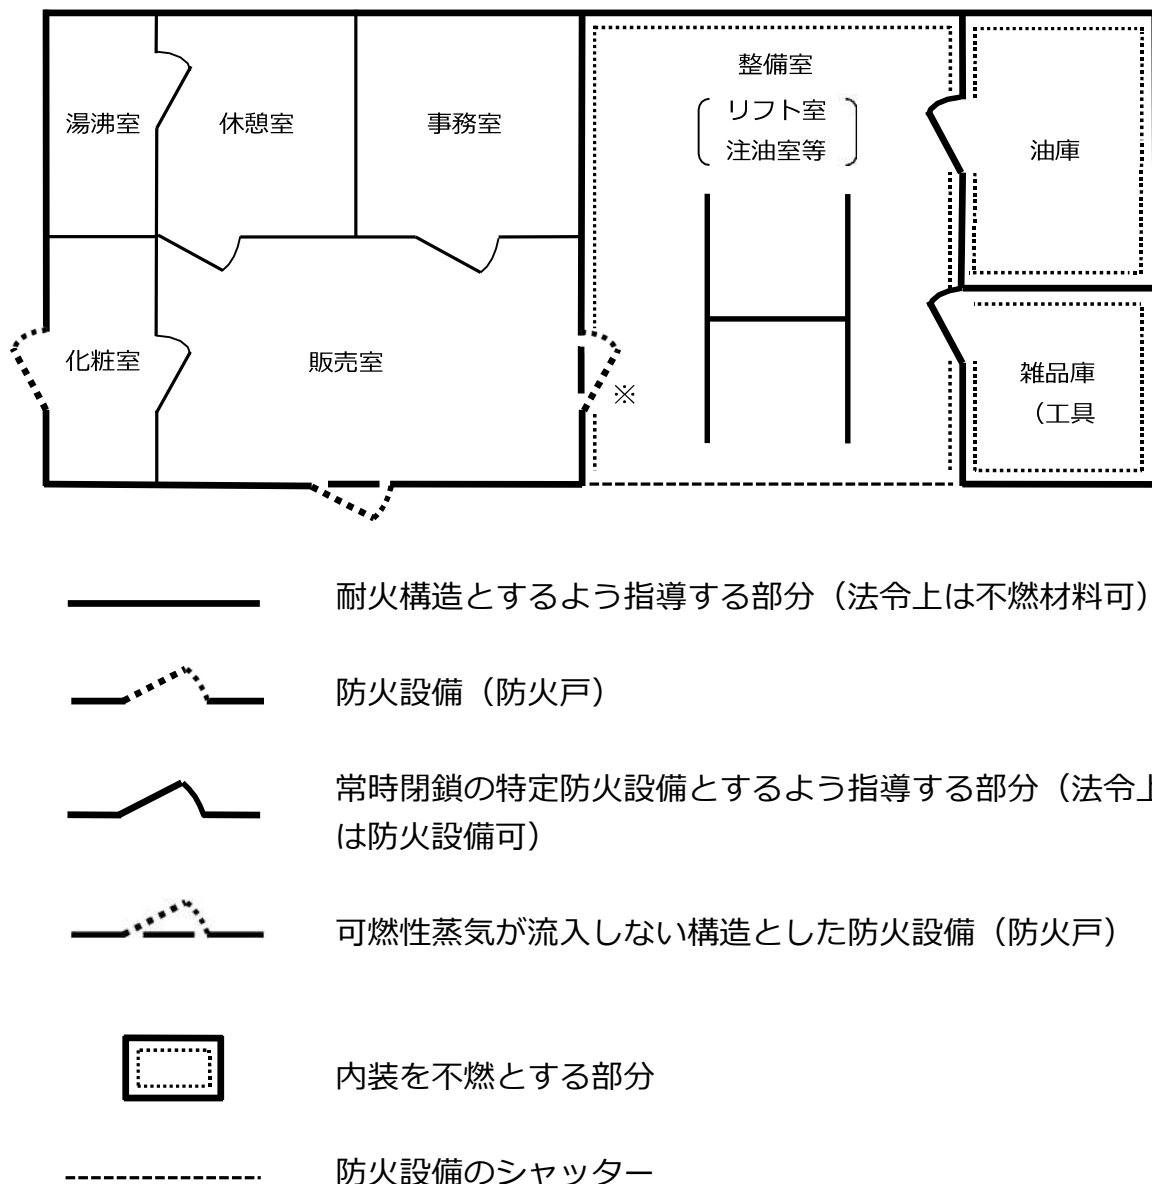 整備室
リフト室
注油室等
湯沸室
休憩室
事務室
油庫
化粧室
販売室
※
雑品庫
（工具
耐火構造とするよう指導する部分（法令上は不燃材料可）
防火設備（防火戸）
常時閉鎖の特定防火設備とするよう指導する部分（法令上
は防火設備可）
可燃性蒸気が流入しない構造とした防火設備（防火戸）
内装を不燃とする部分
防火設備のシャッター